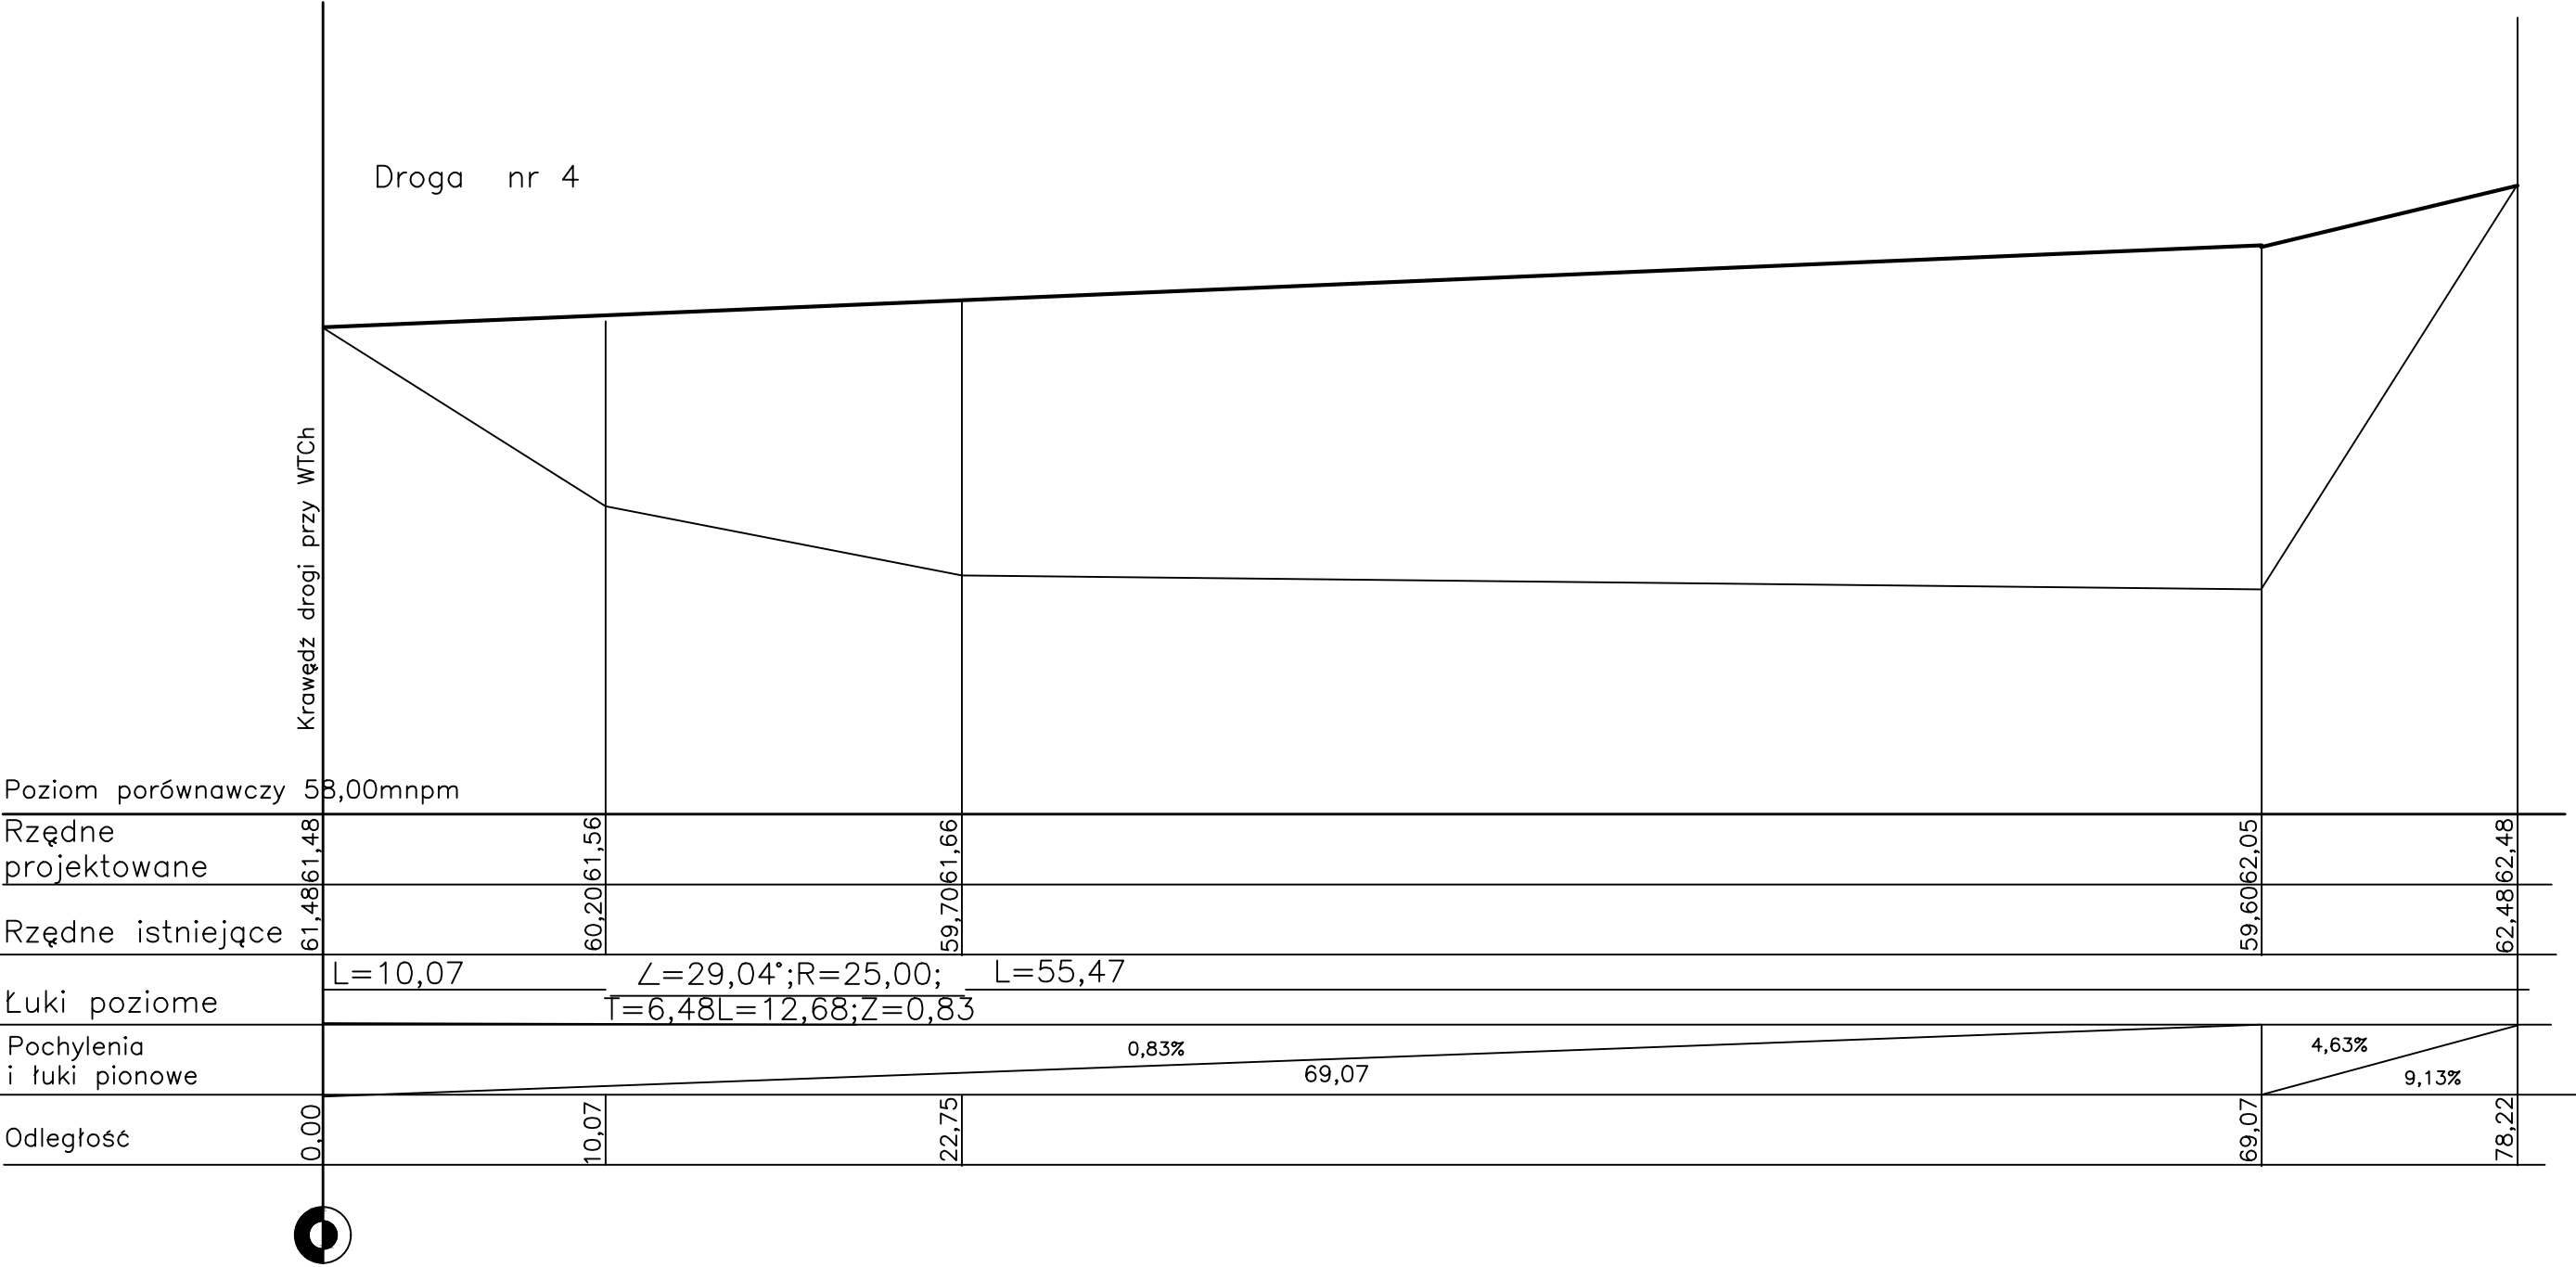 Droga nr 4
Krawędź drogi przy WTCh
Poziom porównawczy 58,00mnpm
Rzędne
projektowane
61,48 61,56 61,66 62,05 62,48
Rzędne istniejące
61,48 60,20 59,70 59,60 62,48
Łuki poziome
L=10,07 ∠=29,04°;R=25,00; L=55,47
T=6,48L=12,68;Z=0,83
Pochylenia
i łuki pionowe
0,83% 4,63%
69,07 9,13%
Odległość
0,00 10,07 22,75 69,07 78,22